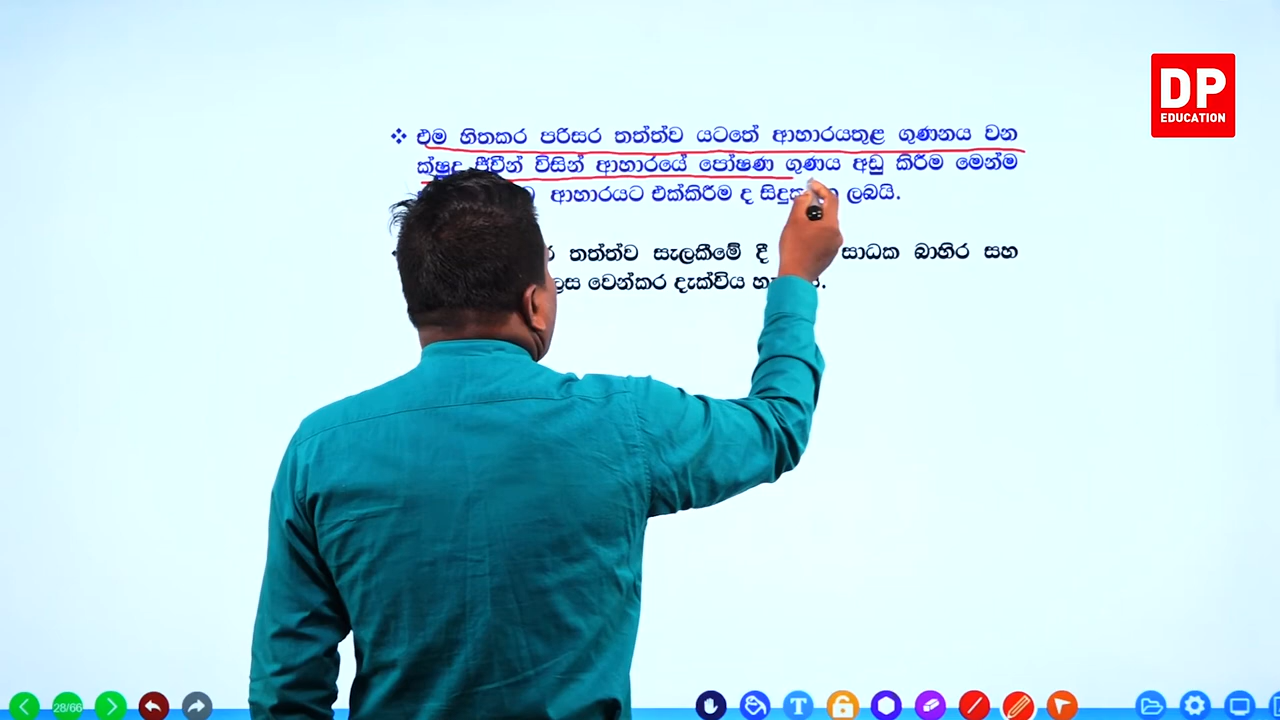 DP
EDUCATION
❖ එම හිතකර පරිසර තත්ත්ව යටතේ ආහාරයතුළ ගුණනය වන
ක්ෂුද්‍ර ජීවීන් විසින් ආහාරයේ පෝෂණ ගුණය අඩු කිරීම මෙන්ම
ආහාරයට එක්කිරීම ද ලබයි.
තත්ත්ව සැලකීමේ දී සාධක බාහිර සහ
වෙන්කර දැක්විය
28/66
T